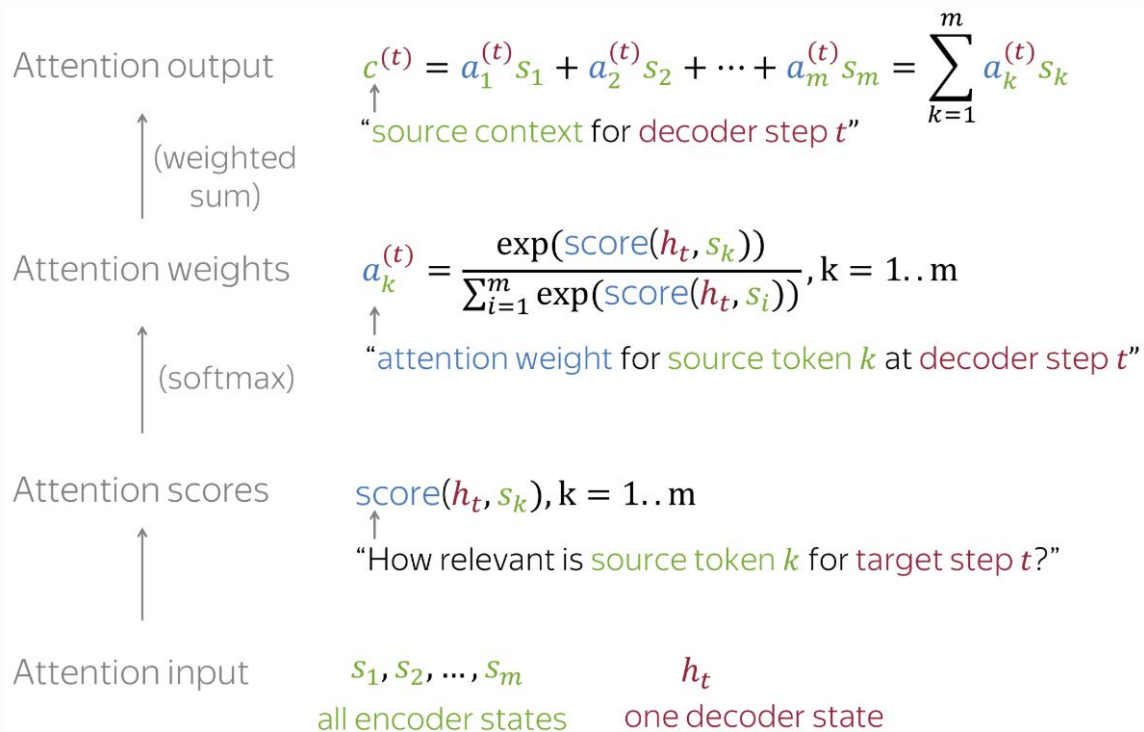 Attention output c^(t) = a_1^(t) s_1 + a_2^(t) s_2 + ⋯ + a_m^(t) s_m = ∑_{k=1}^{m} a_k^(t) s_k
“source context for decoder step t”
(weighted
sum)
Attention weights a_k^(t) = exp(score(h_t, s_k)) / ∑_{i=1}^{m} exp(score(h_t, s_i)), k = 1..m
“attention weight for source token k at decoder step t”
(softmax)
Attention scores score(h_t, s_k), k = 1..m
“How relevant is source token k for target step t?”
Attention input s_1, s_2, …, s_m h_t
all encoder states one decoder state